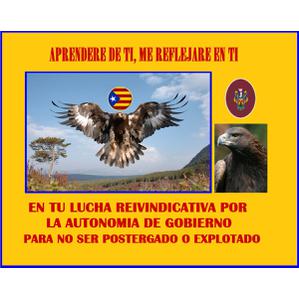 APRENDERE DE TI, ME REFLEJARE EN TI
EN TU LUCHA REIVINDICATIVA POR
LA AUTONOMIA DE GOBIERNO
PARA NO SER POSTERGADO O EXPLOTADO